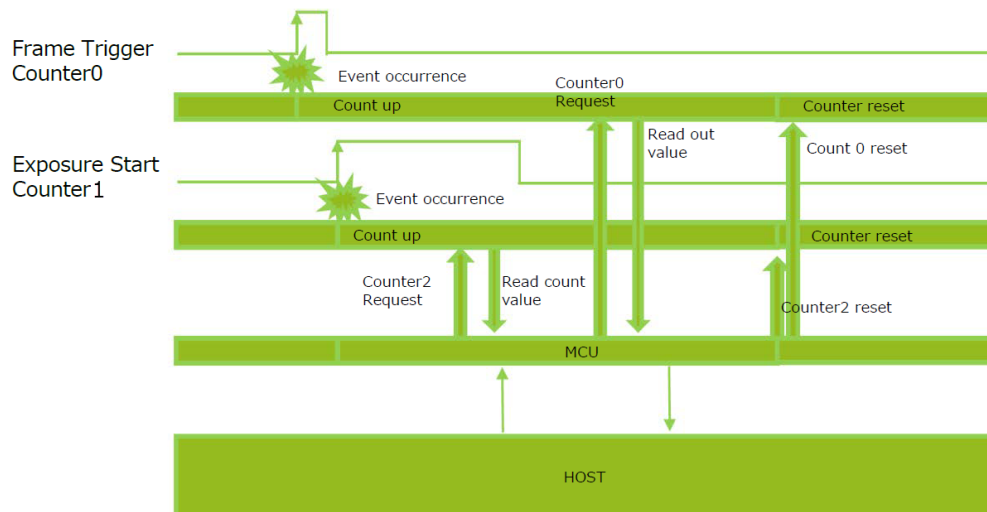 Frame Trigger
Counter0
Event occurrence
Counter0
Request
Count up
Counter reset
Read out
value
Count 0 reset
Exposure Start
Counter1
Event occurrence
Count up
Counter reset
Counter2
Request
Read count
value
Counter2 reset
MCU
HOST